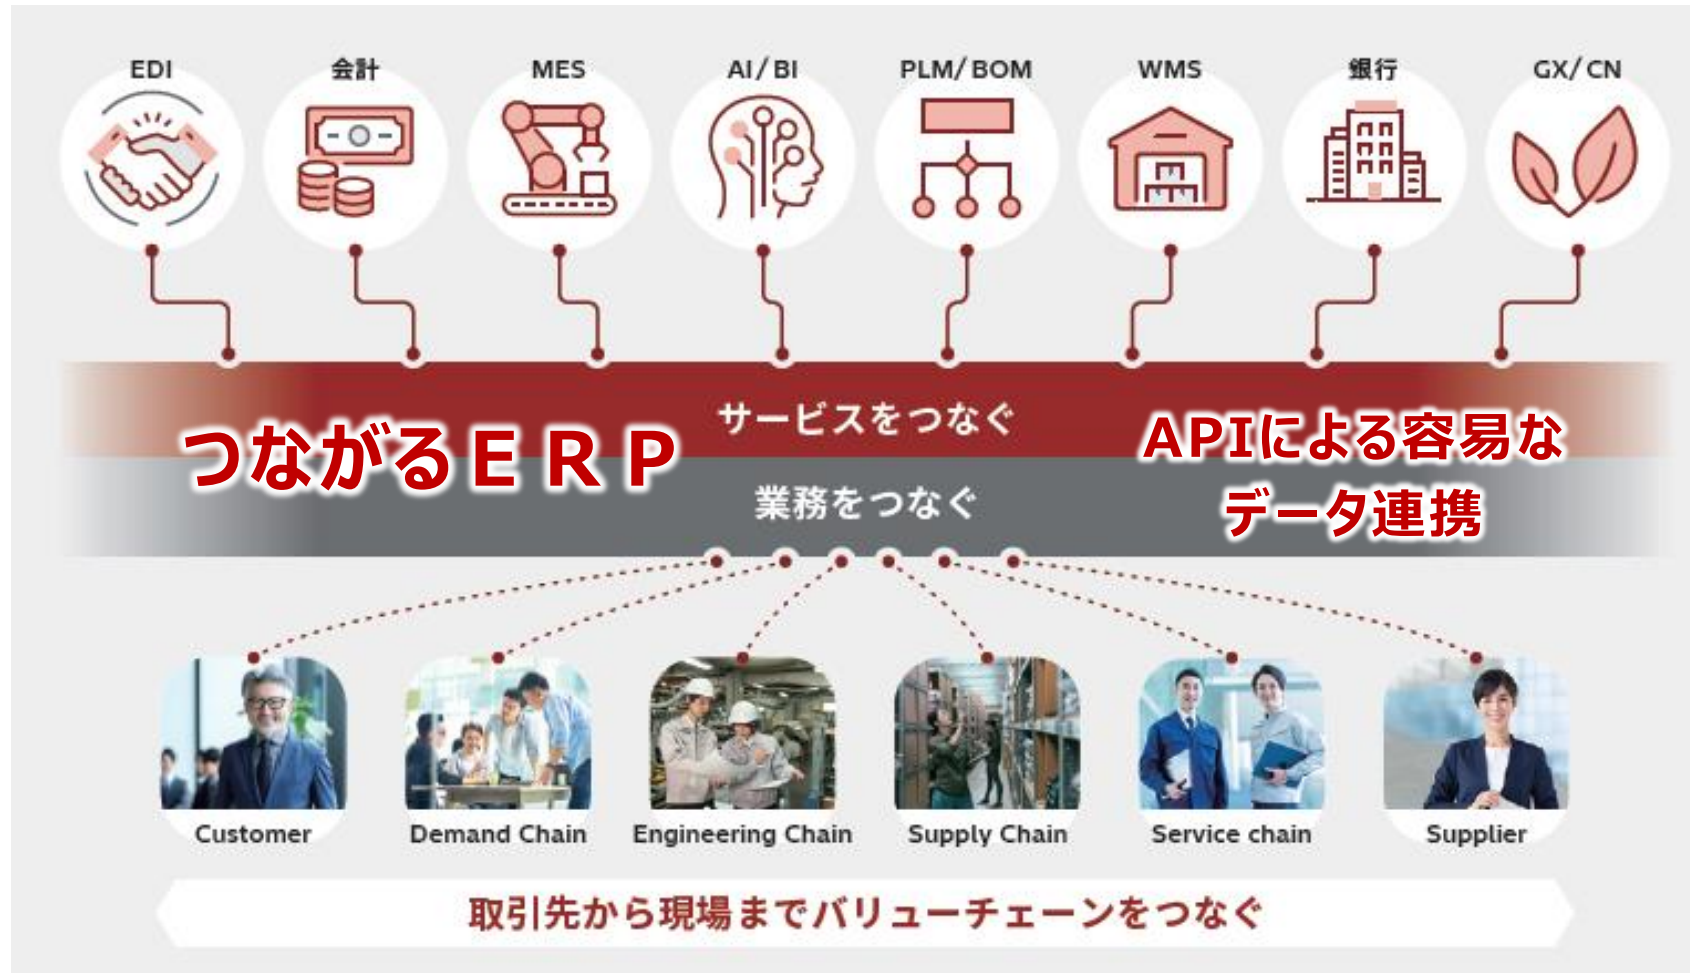 EDI
会計
MES
AI/BI
PLM/BOM
WMS
銀行
GX/CN
サービスをつなぐ
つながるERP
APIによる容易な
データ連携
業務をつなぐ
Customer
Demand Chain
Engineering Chain
Supply Chain
Service chain
Supplier
取引先から現場までバリューチェーンをつなぐ